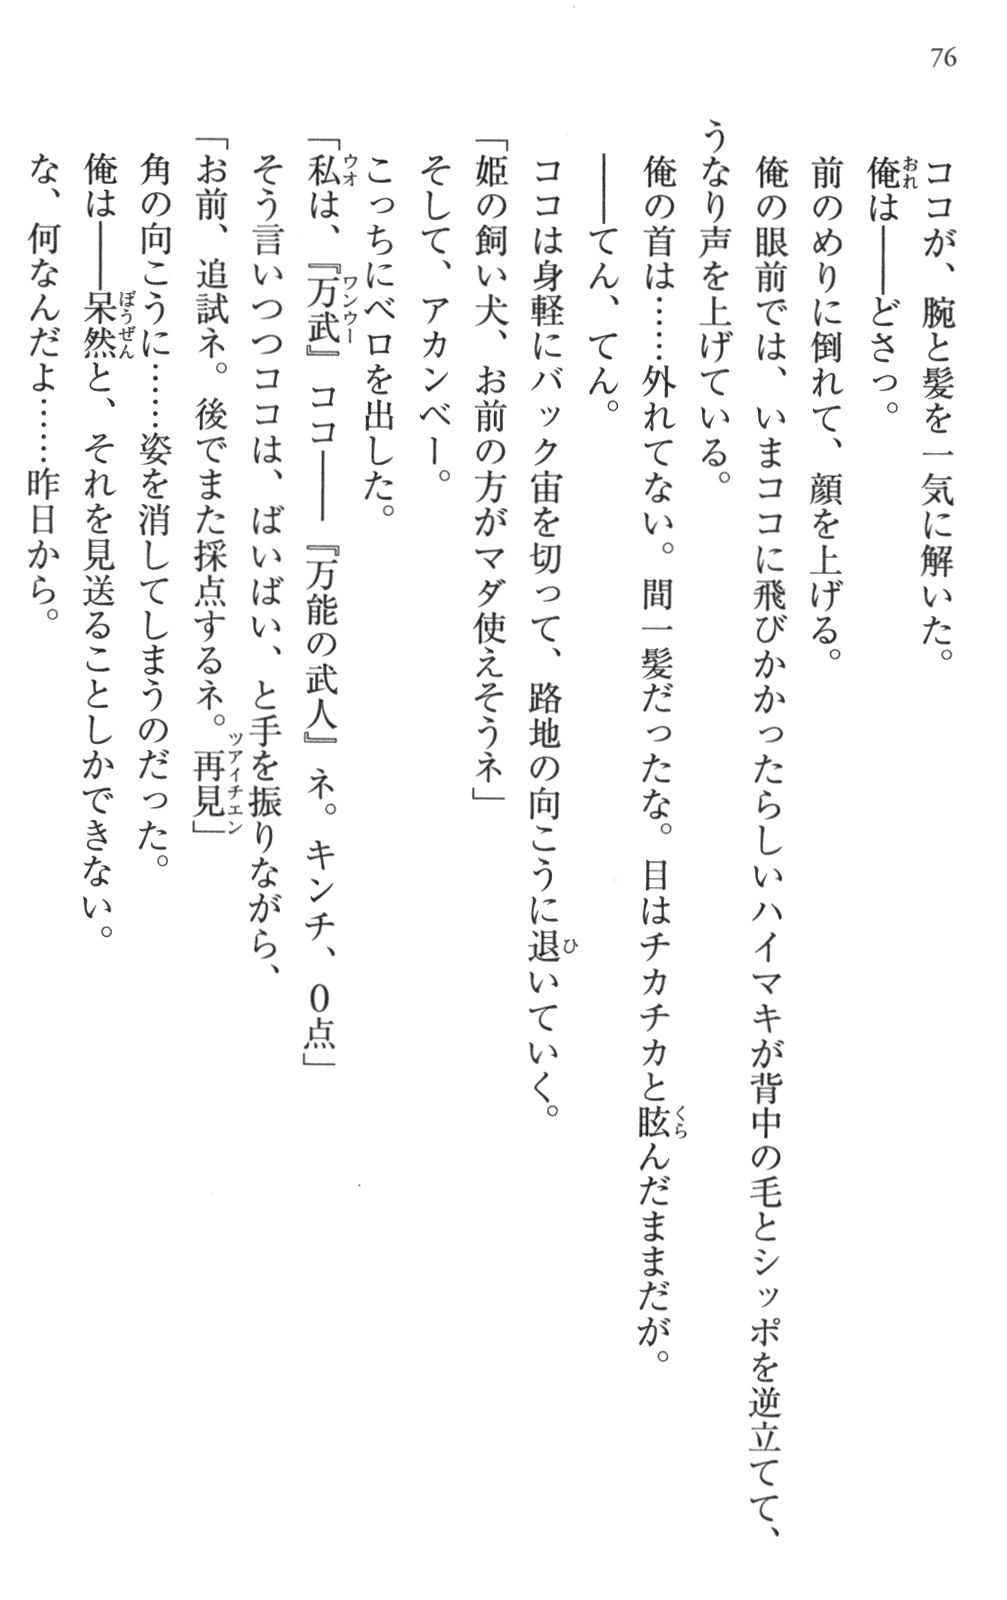 76
ココが、腕と髪を一気に解いた。
俺は――どさっ。
前のめりに倒れて、顔を上げる。
俺の眼前では、いまココに飛びかかったらしいハイマキが背中の毛とシッポを逆立てて、
うなり声を上げている。
俺の首は……外れてない。間一髪だったな。目はチカチカと眩んだままだが。
――てん、てん。
ココは身軽にバック宙を切って、路地の向こうに退いていく。
「姫の飼い犬、お前の方がマダ使えそうネ」
そして、アカンベー。
こっちにベロを出した。
「私は、『万武』ココ――『万能の武人』ネ。キンチ、0点」
そう言いつつココは、ばいばい、と手を振りながら、
「お前、追試ネ。後でまた採点するネ。再見」
角の向こうに……姿を消してしまうのだった。
俺は――呆然と、それを見送ることしかできない。
な、何なんだよ……昨日から。